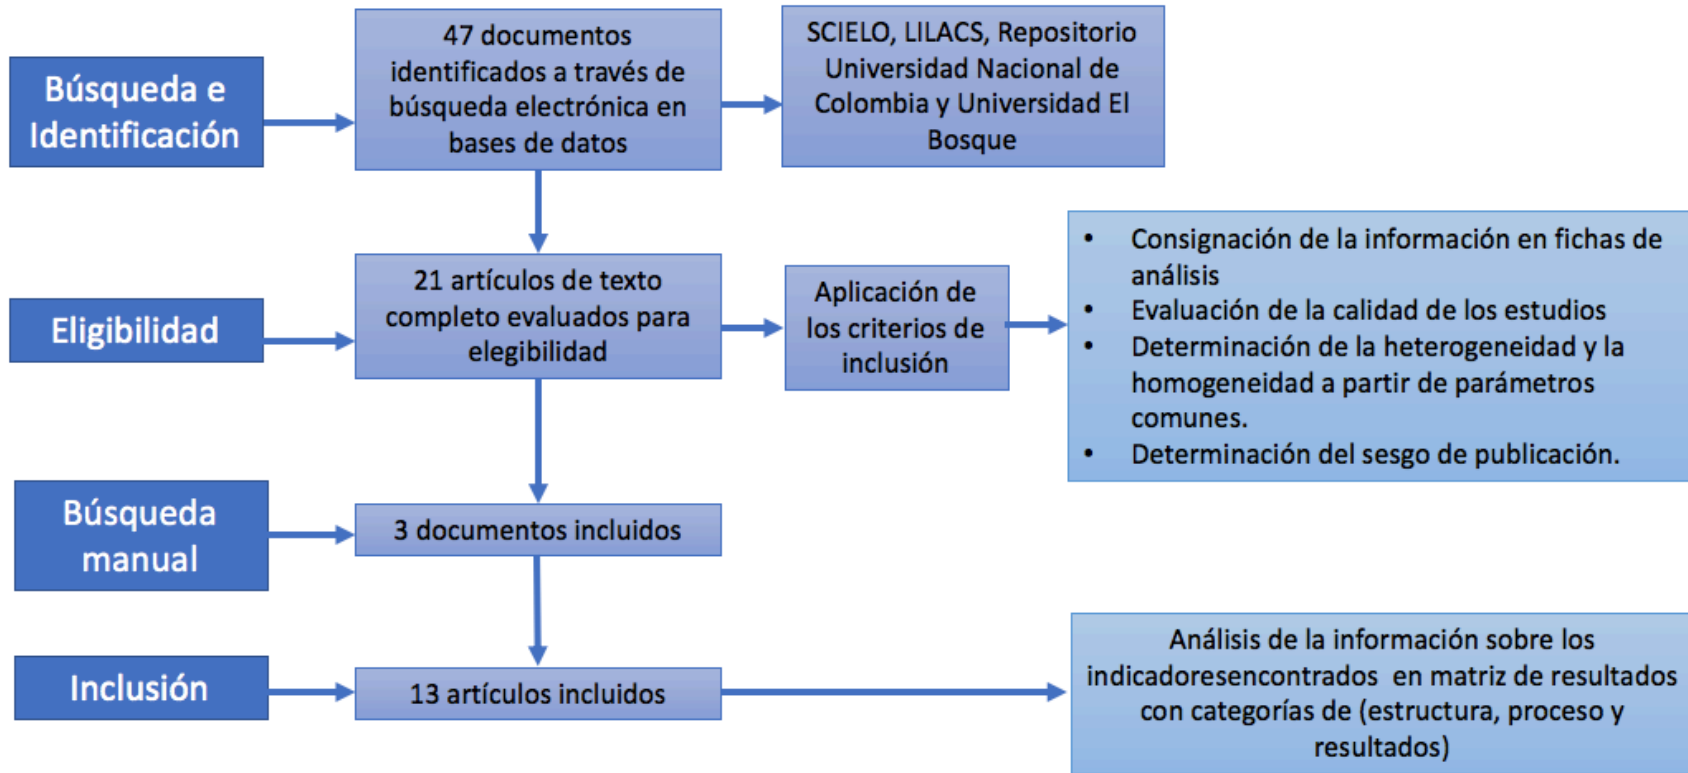 Búsqueda e
Identificación
47 documentos
identificados a través de
búsqueda electrónica en
bases de datos
SCIELO, LILACS, Repositorio
Universidad Nacional de
Colombia y Universidad El
Bosque
Eligibilidad
21 artículos de texto
completo evaluados para
elegibilidad
Aplicación de
los criterios de
inclusión
• Consignación de la información en fichas de
análisis
• Evaluación de la calidad de los estudios
• Determinación de la heterogeneidad y la
homogeneidad a partir de parámetros
comunes.
• Determinación del sesgo de publicación.
Búsqueda
manual
3 documentos incluidos
Inclusión
13 artículos incluidos
Análisis de la información sobre los
indicadoresencontrados en matriz de resultados
con categorías de (estructura, proceso y
resultados)